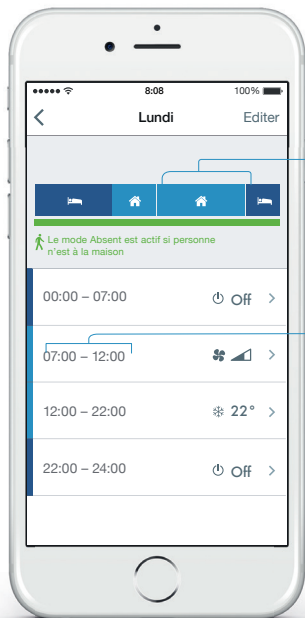 8:08
100%
Lundi
Editer
Le mode Absent est actif si personne
n'est à la maison
00:00 – 07:00
Off
07:00 – 12:00
12:00 – 22:00
22°
22:00 – 24:00
Off